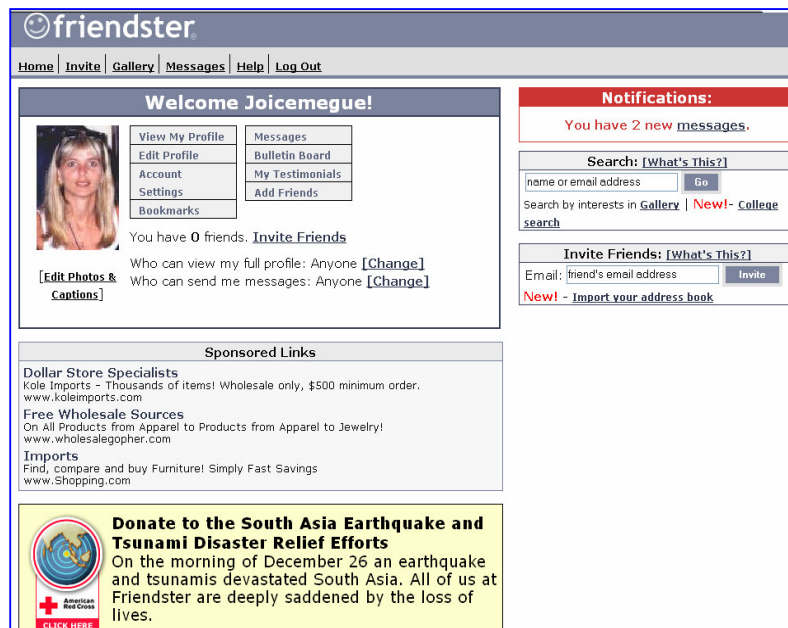 friendster.
Home | Invite | Gallery | Messages | Help | Log Out
Welcome Joicemegue!
View My Profile
Edit Profile
Account
Settings
Bookmarks
Messages
Bulletin Board
My Testimonials
Add Friends
You have 0 friends. Invite Friends
Who can view my full profile: Anyone [Change]
Who can send me messages: Anyone [Change]
[Edit Photos &
Captions]
Notifications:
You have 2 new messages.
Search: [What's This?]
name or email address Go
Search by interests in Gallery | New!- College
search
Invite Friends: [What's This?]
Email: friend's email address Invite
New! - Import your address book
Sponsored Links
Dollar Store Specialists
Kole Imports - Thousands of items! Wholesale only, $500 minimum order.
www.koleimports.com
Free Wholesale Sources
On All Products from Apparel to Products from Apparel to Jewelry!
www.wholesalegopher.com
Imports
Find, compare and buy Furniture! Simply Fast Savings
www.Shopping.com
Donate to the South Asia Earthquake and
Tsunami Disaster Relief Efforts
On the morning of December 26 an earthquake
and tsunamis devastated South Asia. All of us at
Friendster are deeply saddened by the loss of
lives.
American
Red Cross
CLICK HERE